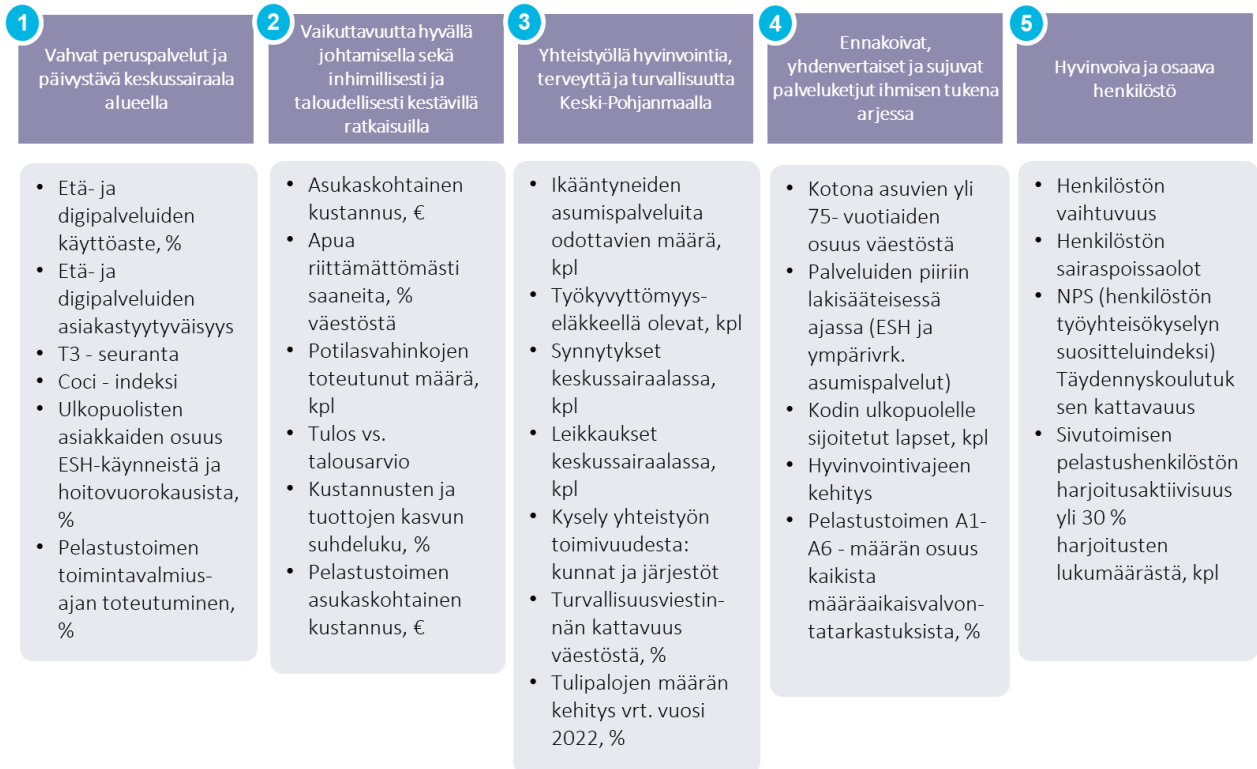 1
Vahvat peruspalvelut ja
päivystävä keskussairaala
alueella
• Etä- ja
digipalveluiden
käyttöaste, %
• Etä- ja
digipalveluiden
asiakastyytyväisyys
• T3 - seuranta
• Coci - indeksi
• Ulkopuolisten
asiakkaiden osuus
ESH-käynneistä ja
hoitovuorokausista,
%
• Pelastustoimen
toimintavalmius-
ajan toteutuminen,
%
2
Vaikuttavuutta hyvällä
johtamisella sekä
inhimillisesti ja
taloudellisesti kestävillä
ratkaisuilla
• Asukaskohtainen
kustannus, €
• Apua
riittämättömästi
saaneita, %
väestöstä
• Potilasvahinkojen
toteutunut määrä,
kpl
• Tulos vs.
talousarvio
• Kustannusten ja
tuottojen kasvun
suhdeluku, %
• Pelastustoimen
asukaskohtainen
kustannus, €
3
Yhteistyöllä hyvinvointia,
terveyttä ja turvallisuutta
Keski-Pohjanmaalla
• Ikääntyneiden
asumispalveluita
odottavien määrä,
kpl
• Työkyvyttömyys-
eläkkeellä olevat, kpl
• Synnytykset
keskussairaalassa,
kpl
• Leikkaukset
keskussairaalassa,
kpl
• Kysely yhteistyön
toimivuudesta:
kunnat ja järjestöt
• Turvallisuusviestin-
nän kattavuus
väestöstä, %
• Tulipalojen määrän
kehitys vrt. vuosi
2022, %
4
Ennakoivat,
yhdenvertaiset ja sujuvat
palveluketjut ihmisen tukena
arjessa
• Kotona asuvien yli
75- vuotiaiden
osuus väestöstä
• Palveluiden piiriin
lakisääteisessä
ajassa (ESH ja
ympärivrk.
asumispalvelut)
• Kodin ulkopuolelle
sijoitetut lapset, kpl
• Hyvinvointivajeen
kehitys
• Pelastustoimen A1-
A6 - määrän osuus
kaikista
määräaikaisvalvon-
tatarkastuksista, %
5
Hyvinvoiva ja osaava
henkilöstö
• Henkilöstön
vaihtuvuus
• Henkilöstön
sairaspoissaolot
• NPS (henkilöstön
työyhteisökyselyn
suositteluindeksi)
Täydennyskoulutuk
sen kattavauus
• Sivutoimisen
pelastushenkilöstön
harjoitusaktiivisuus
yli 30 %
harjoitusten
lukumäärästä, kpl